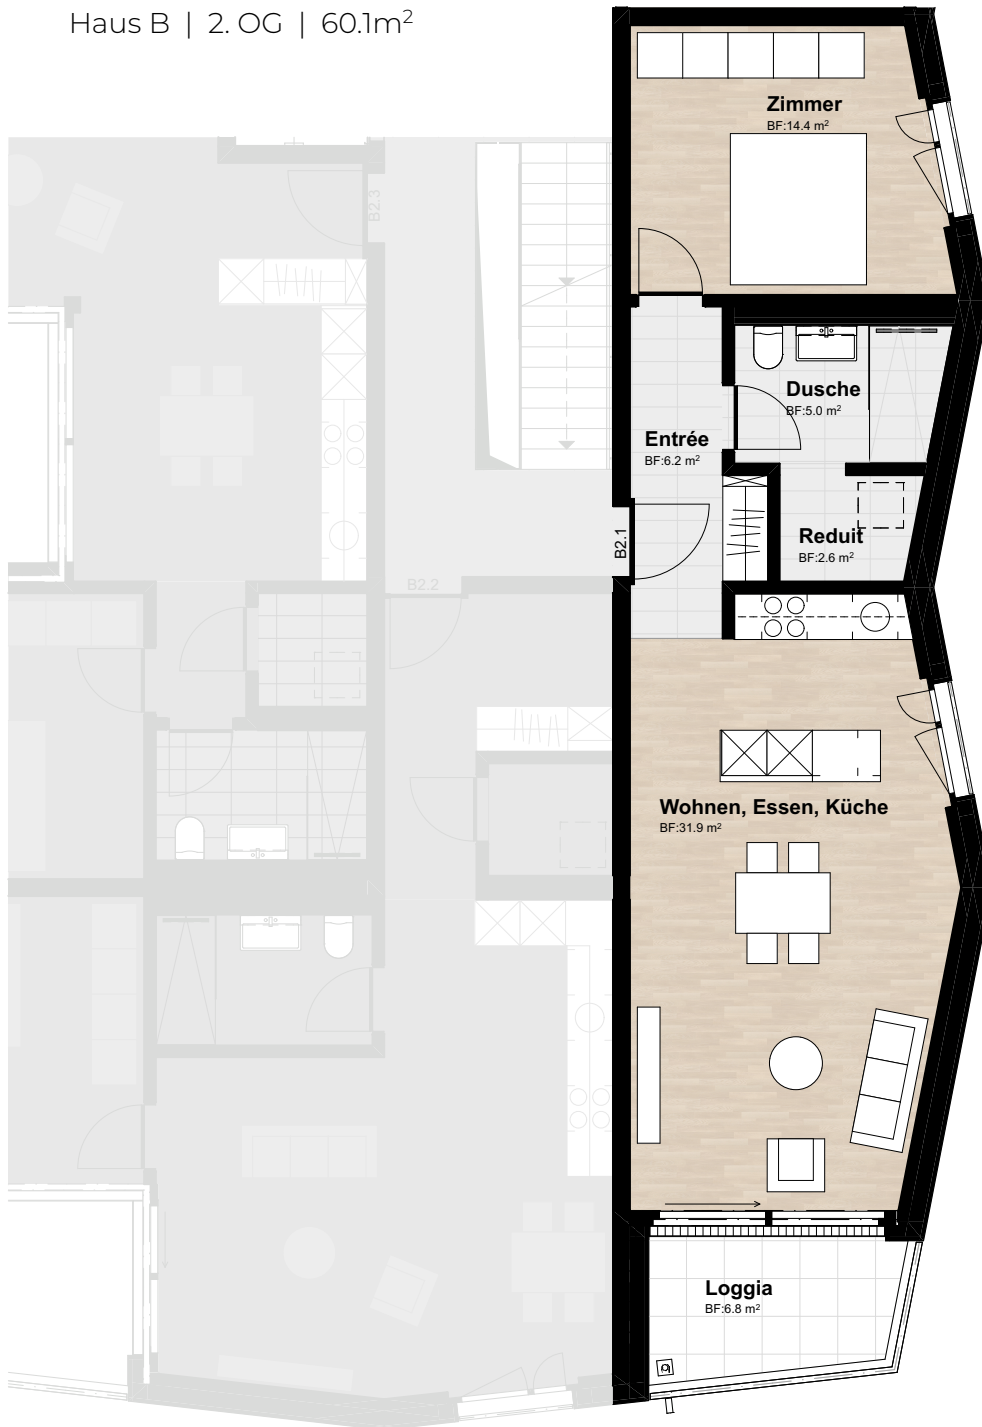 Haus B | 2. OG | 60.1m²
Zimmer
BF:14.4 m²
B2.3
Dusche
BF:5.0 m²
Entrée
BF:6.2 m²
B2.1
Reduit
BF:2.6 m²
B2.2
Wohnen, Essen, Küche
BF:31.9 m²
Loggia
BF:6.8 m²